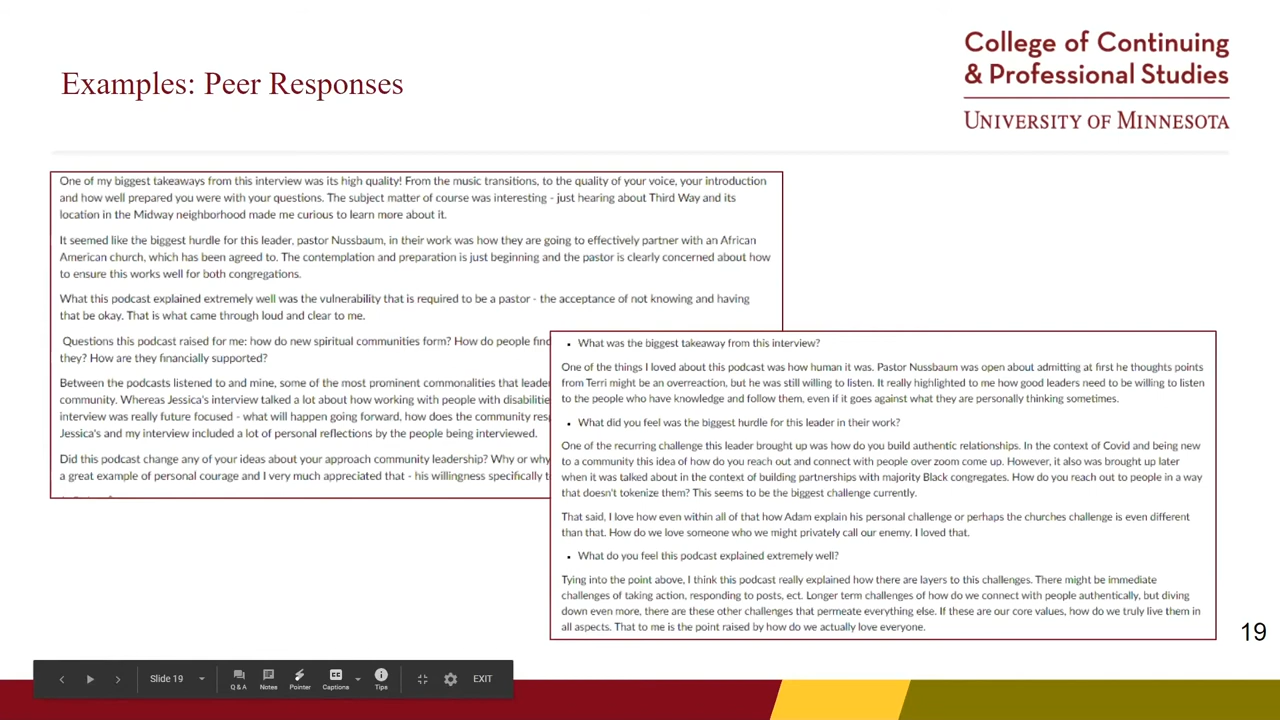 Examples: Peer Responses
College of Continuing
& Professional Studies
UNIVERSITY OF MINNESOTA
One of my biggest takeaways from this interview was its high quality! From the music transitions, to the quality of your voice, your introduction
and how well prepared you were with your questions. The subject matter of course was interesting - just hearing about Third Way and its
location in the Midway neighborhood made me curious to learn more about it.
It seemed like the biggest hurdle for this leader, pastor Nussbaum, in their work was how they are going to effectively partner with an African
American church, which has been agreed to. The contemplation and preparation is just beginning and the pastor is clearly concerned about how
to ensure this works well for both congregations.
What this podcast explained extremely well was the vulnerability that is required to be a pastor - the acceptance of not knowing and having
that be okay. That is what came through loud and clear to me.
Questions this podcast raised for me: how do new spiritual communities form? How do people find
they? How are they financially supported?
Between the podcasts listened to and mine, some of the most prominent commonalities that leade
community. Whereas Jessica's interview talked a lot about how working with people with disabilitie
interview was really future focused - what will happen going forward, how does the community res
Jessica's and my interview included a lot of personal reflections by the people being interviewed.
Did this podcast change any of your ideas about your approach community leadership? Why or why
a great example of personal courage and I very much appreciated that - his willingness specifically t
• What was the biggest takeaway from this interview?
One of the things I loved about this podcast was how human it was. Pastor Nussbaum was open about admitting at first he thoughts points
from Terri might be an overreaction, but he was still willing to listen. It really highlighted to me how good leaders need to be willing to listen
to the people who have knowledge and follow them, even if it goes against what they are personally thinking sometimes.
• What did you feel was the biggest hurdle for this leader in their work?
One of the recurring challenge this leader brought up was how do you build authentic relationships. In the context of Covid and being new
to a community this idea of how do you reach out and connect with people over zoom come up. However, it also was brought up later
when it was talked about in the context of building partnerships with majority Black congregates. How do you reach out to people in a way
that doesn't tokenize them? This seems to be the biggest challenge currently.
That said, I love how even within all of that how Adam explain his personal challenge or perhaps the churches challenge is even different
than that. How do we love someone who we might privately call our enemy. I loved that.
• What do you feel this podcast explained extremely well?
Tying into the point above, I think this podcast really explained how there are layers to this challenges. There might be immediate
challenges of taking action, responding to posts, ect. Longer term challenges of how do we connect with people authentically, but diving
down even more, there are these other challenges that permeate everything else. If these are our core values, how do we truly live them in
all aspects. That to me is the point raised by how do we actually love everyone.
19
Slide 19
Q & A
Notes
Pointer
Captions
Tips
EXIT